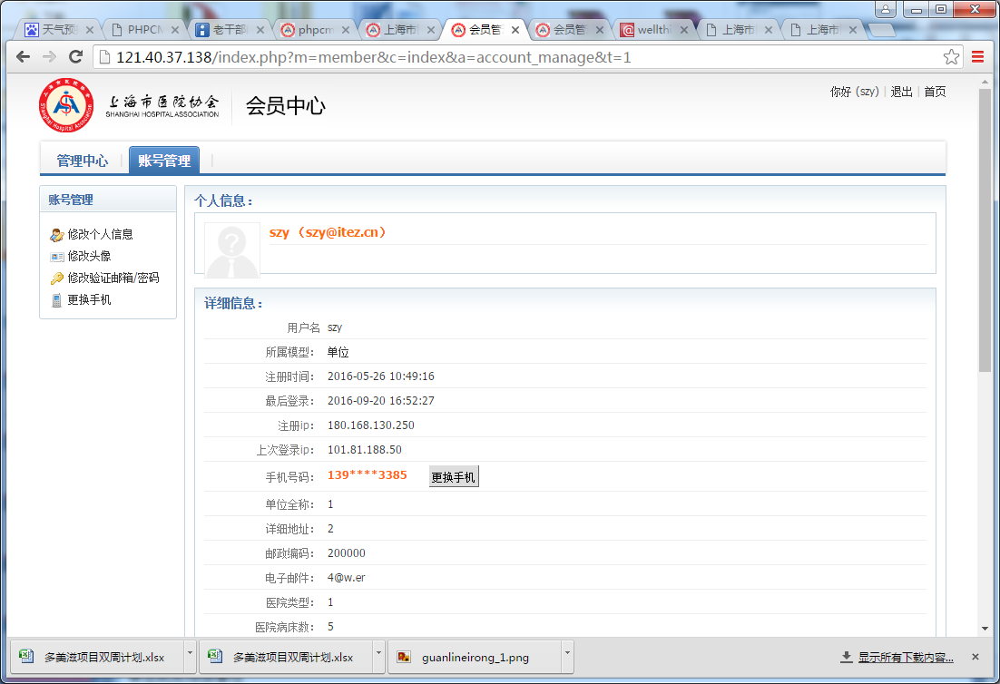 天气预
PHPCM
老干部
phpcm
上海市
会员管
会员管
wellthi
上海市
上海市
121.40.37.138/index.php?m=member&c=index&a=account_manage&t=1
上海市医院协会
SHANGHAI HOSPITAL ASSOCIATION
会员中心
你好 (szy) | 退出 | 首页
管理中心
账号管理
账号管理
修改个人信息
修改头像
修改验证邮箱/密码
更换手机
个人信息：
szy （szy@itez.cn）
详细信息：
用户名 szy
所属模型： 单位
注册时间： 2016-05-26 10:49:16
最后登录： 2016-09-20 16:52:27
注册ip： 180.168.130.250
上次登录ip： 101.81.188.50
手机号码： 139****3385 更换手机
单位全称： 1
详细地址： 2
邮政编码： 200000
电子邮件： 4@w.er
医院类型： 1
医院病床数： 5
多美滋项目双周计划.xlsx
多美滋项目双周计划.xlsx
guanlineirong_1.png
显示所有下载内容...